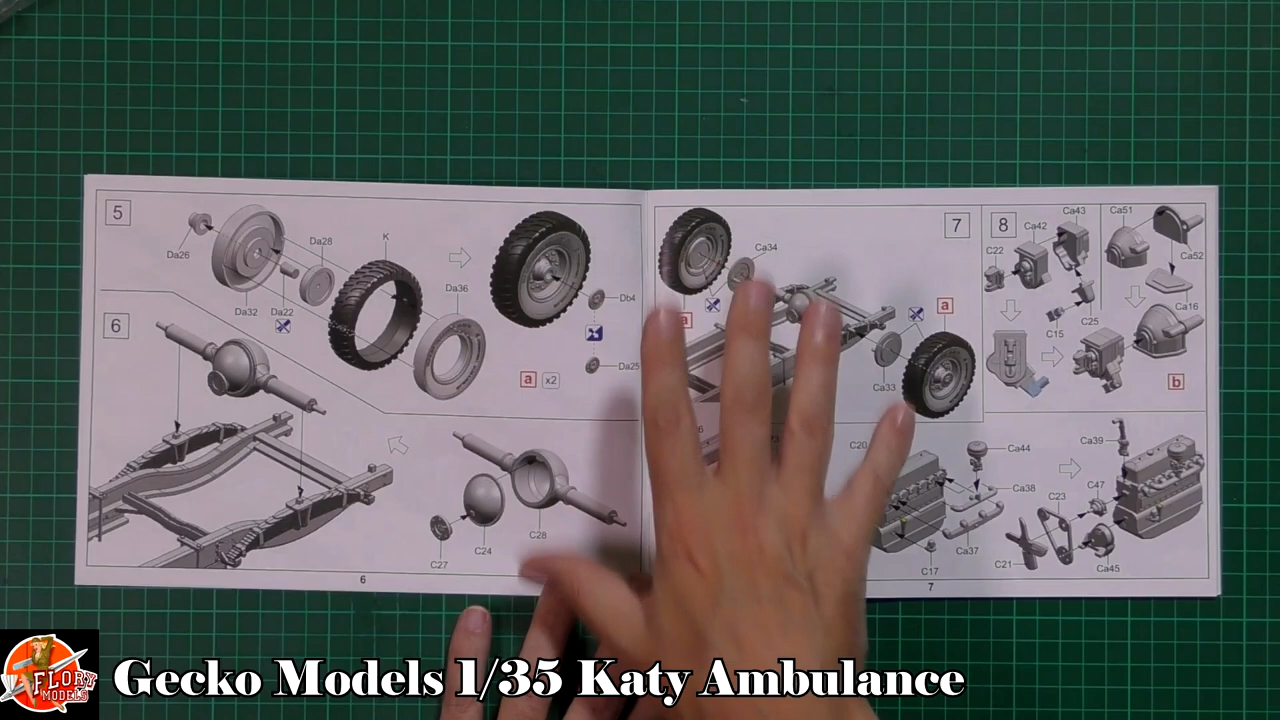 5
Da26
Da32
Da22
Da28
K
Da36
Db4
Da25
a x2
6
C27
C24
C28
6
7
Ca34
a
a
Ca33
C20
8
C22
Ca42
Ca43
C15
C25
Ca51
Ca52
Ca16
b
Ca44
Ca38
Ca37
C17
Ca39
C47
C23
C21
Ca45
7
FLORY
MODELS
Gecko Models 1/35 Katy Ambulance